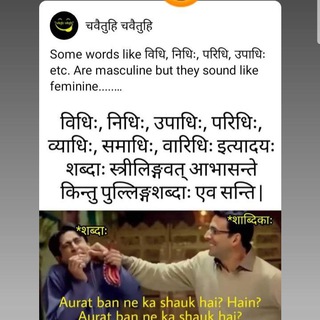 चवैतुहि चवैतुहि
Some words like विधि, निधिः, परिधि, उपाधिः
etc. Are masculine but they sound like
feminine........
विधिः, निधिः, उपाधिः, परिधिः,
व्याधिः, समाधिः, वारिधिः इत्यादयः
शब्दाः स्त्रीलिङ्गवत् आभासन्ते
किन्तु पुल्लिङ्गशब्दाः एव सन्ति|
*शाब्दिकाः
*शब्दाः
Aurat ban ne ka shauk hai? Hain?
Aurat ban ne ka shauk hai?